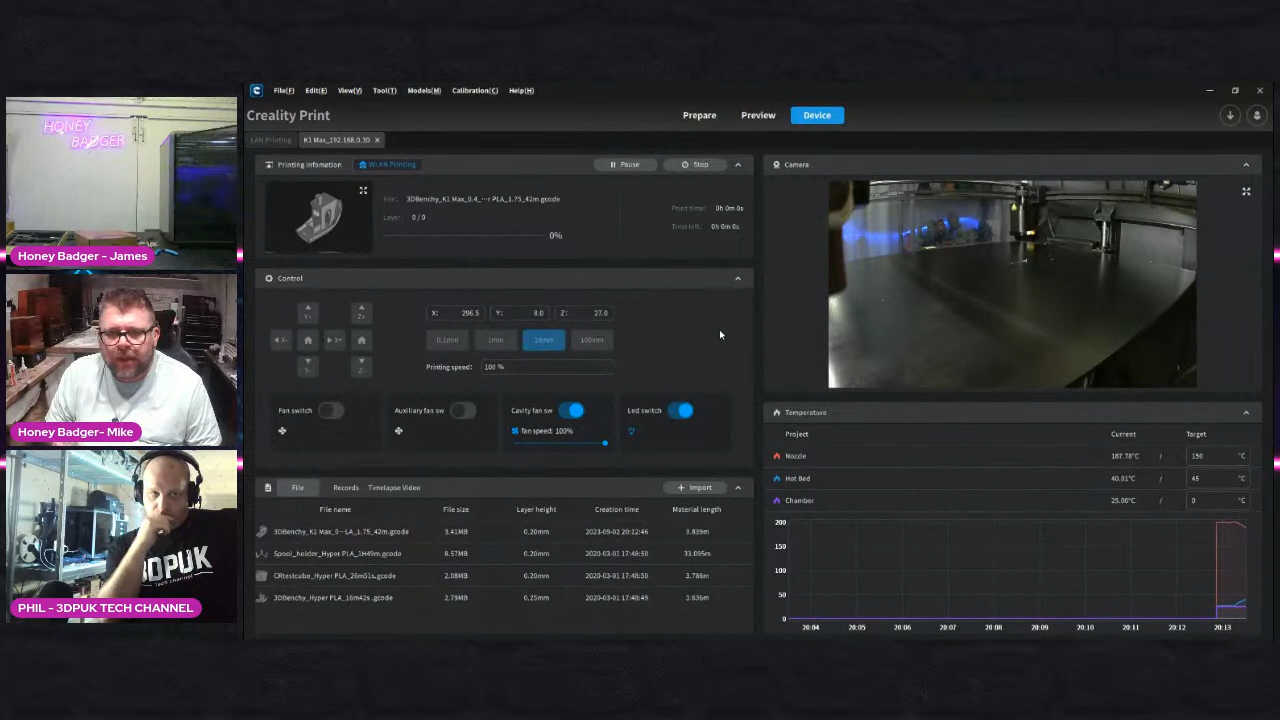 HONEY
BADGER
Honey Badger - James
Honey Badger- Mike
3DPUK
Tech channel
PHIL - 3DPUK TECH CHANNEL
File(F) Edit(E) View(V) Tool(T) Models(M) Calibration(C) Help(H)
Creality Print
Prepare Preview Device
LAN Printing K1 Max_192.168.0.30 ×
Printing infomation WLAN Printing Pause Stop
File: 3DBenchy_K1 Max_0.4_···r PLA_1.75_42m.gcode
Layer: 0 / 0
0%
Print time: 0h 0m 0s
Time left: 0h 0m 0s
Control
Y+ Z+
X- X+
Y- Z-
X: 296.5 Y: 8.0 Z: 27.0
0.1mm 1mm 10mm 100mm
Printing speed: 100 %
Fan switch Auxiliary fan sw Cavity fan sw Led switch
fan speed: 100%
File Records Timelapse Video + Import
File name File size Layer height Creation time Material length
3DBenchy_K1 Max_0···LA_1.75_42m.gcode 3.41MB 0.20mm 2023-09-02 20:12:46 3.839m
Spool_holder_Hyper PLA_1H49m.gcode 8.57MB 0.20mm 2020-03-01 17:48:50 33.095m
CRtestcube_Hyper PLA_26m51s.gcode 2.08MB 0.20mm 2020-03-01 17:48:50 3.788m
3DBenchy_Hyper PLA_16m42s .gcode 2.79MB 0.25mm 2020-03-01 17:48:49 3.636m
Camera
Temperature
Project Current Target
Nozzle 187.78°C / 150 °C
Hot Bed 40.01°C / 45 °C
Chamber 25.00°C / 0 °C
200
150
100
50
0
20:04 20:05 20:06 20:07 20:08 20:09 20:10 20:11 20:12 20:13